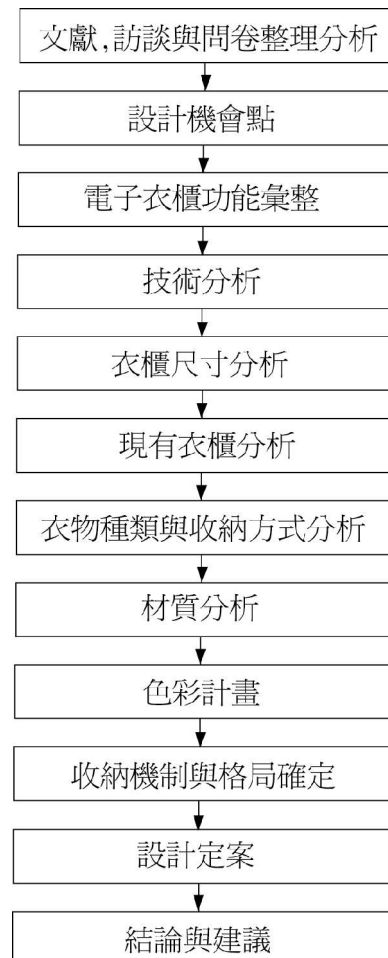 文獻,訪談與問卷整理分析
設計機會點
電子衣櫃功能彙整
技術分析
衣櫃尺寸分析
現有衣櫃分析
衣物種類與收納方式分析
材質分析
色彩計畫
收納機制與格局確定
設計定案
結論與建議